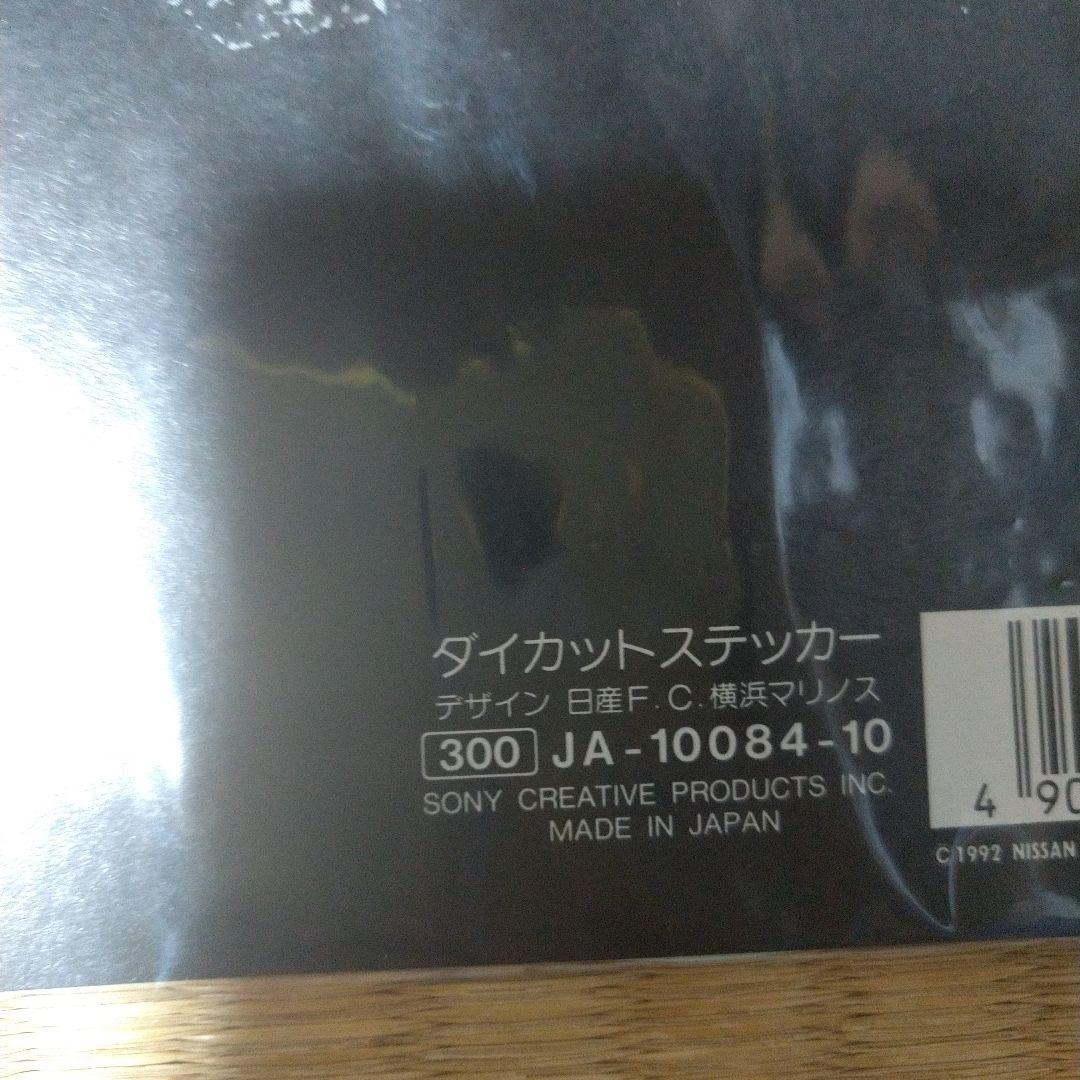 ダイカットステッカー
デザイン 日産F.C.横浜マリノス
300 JA-10084-10
SONY CREATIVE PRODUCTS INC.
MADE IN JAPAN
4 90
C 1992 NISSAN